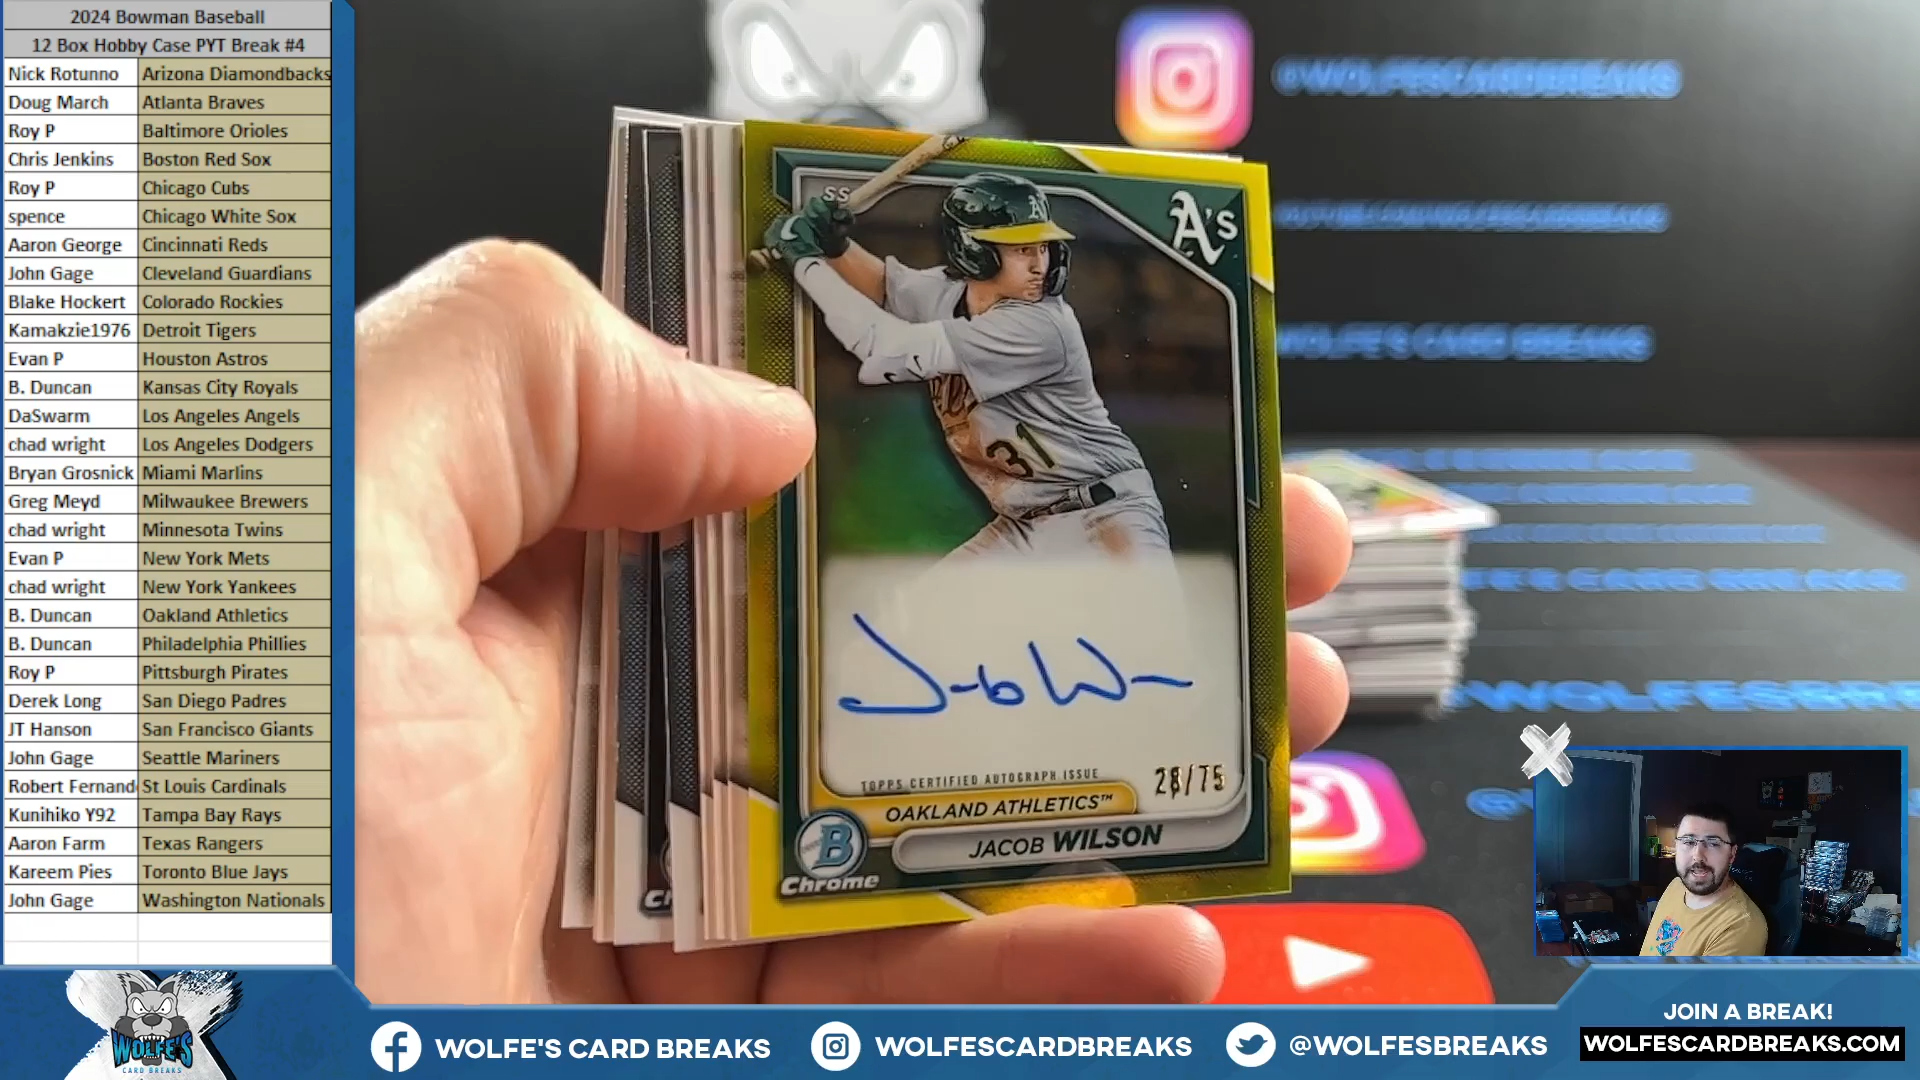 2024 Bowman Baseball
12 Box Hobby Case PYT Break #4
Nick Rotunno Arizona Diamondbacks
Doug March Atlanta Braves
Roy P Baltimore Orioles
Chris Jenkins Boston Red Sox
Roy P Chicago Cubs
spence Chicago White Sox
Aaron George Cincinnati Reds
John Gage Cleveland Guardians
Blake Hockert Colorado Rockies
Kamakzie1976 Detroit Tigers
Evan P Houston Astros
B. Duncan Kansas City Royals
DaSwarm Los Angeles Angels
chad wright Los Angeles Dodgers
Bryan Grosnick Miami Marlins
Greg Meyd Milwaukee Brewers
chad wright Minnesota Twins
Evan P New York Mets
chad wright New York Yankees
B. Duncan Oakland Athletics
B. Duncan Philadelphia Phillies
Roy P Pittsburgh Pirates
Derek Long San Diego Padres
JT Hanson San Francisco Giants
John Gage Seattle Mariners
Robert Fernand St Louis Cardinals
Kunihiko Y92 Tampa Bay Rays
Aaron Farm Texas Rangers
Kareem Pies Toronto Blue Jays
John Gage Washington Nationals
@WOLFESCARDBREAKS
WOLFE'S CARD BREAKS
SS
A's
31
TOPPS CERTIFIED AUTOGRAPH ISSUE
28/75
OAKLAND ATHLETICS™
JACOB WILSON
B
Chrome
WOLFE'S
CARD BREAKS
WOLFE'S CARD BREAKS
WOLFESCARDBREAKS
@WOLFESBREAKS
JOIN A BREAK!
WOLFESCARDBREAKS.COM